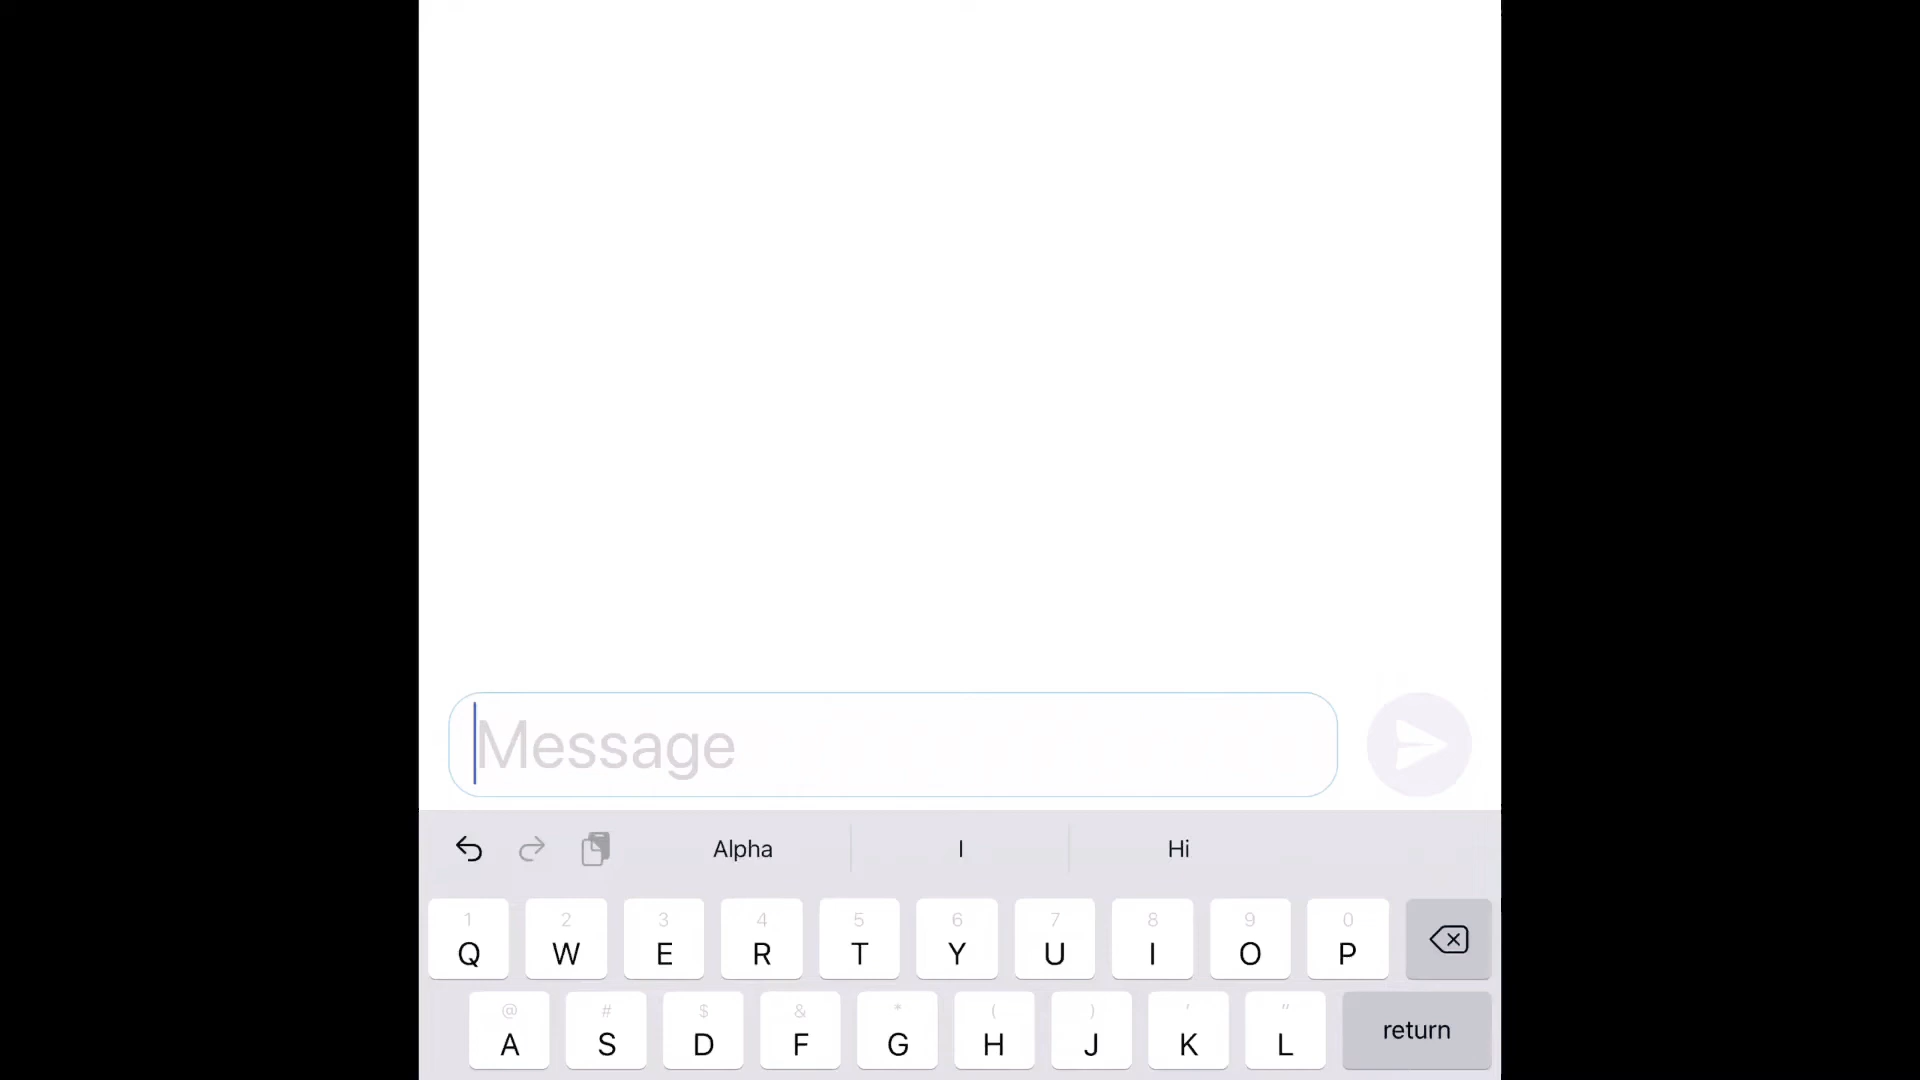 Message
Alpha I Hi
1 2 3 4 5 6 7 8 9 0
Q W E R T Y U I O P
@ # $ & * ( ) ' "
A S D F G H J K L return